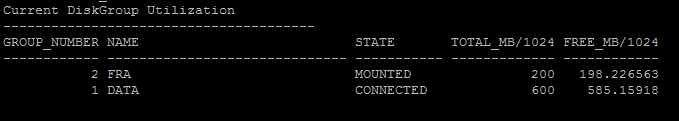 Current DiskGroup Utilization
---------------------------------------
GROUP_NUMBER NAME                           STATE       TOTAL_MB/1024 FREE_MB/1024
------------ ------------------------------ ----------- ------------- ------------
           2 FRA                            MOUNTED               200   198.226563
           1 DATA                           CONNECTED             600    585.15918